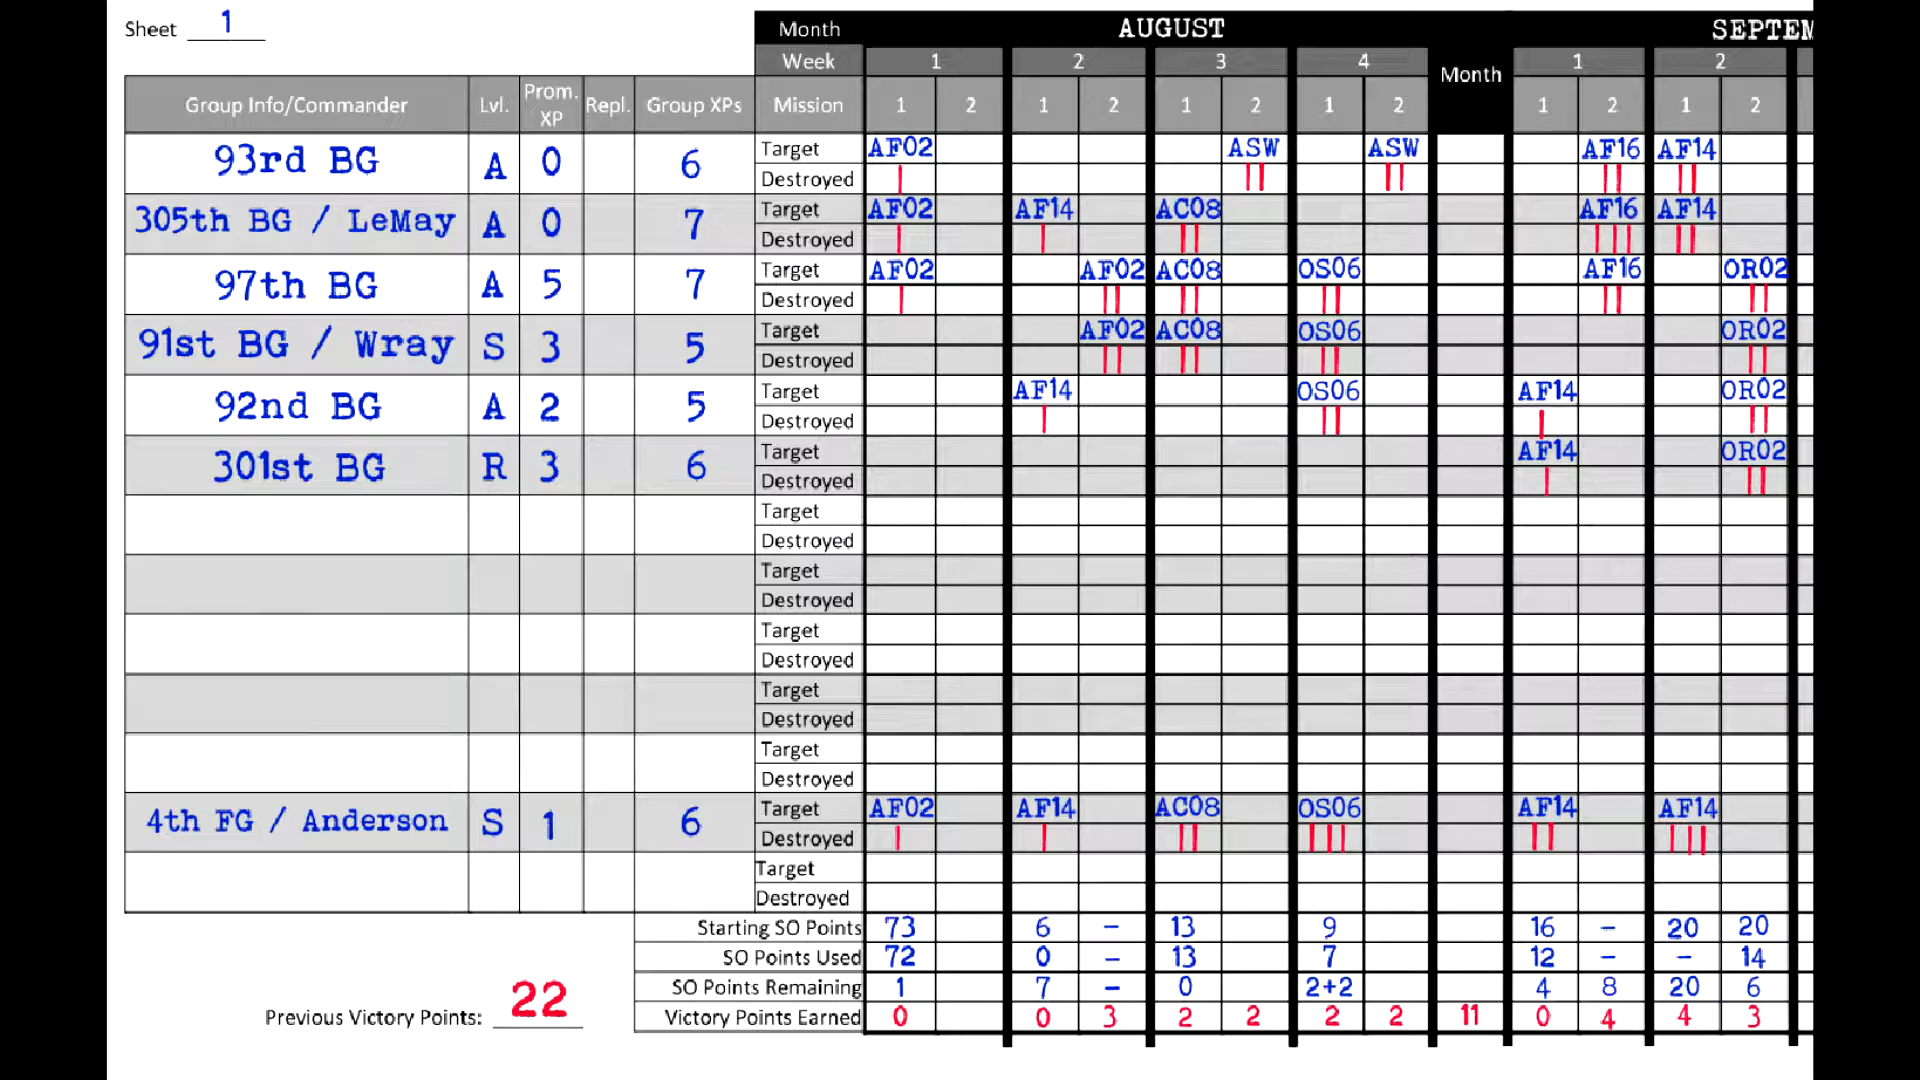 Sheet 1 Month AUGUST SEPTEM
Week 1 2 3 4 Month 1 2
Group Info/Commander Lvl. Prom. XP Repl. Group XPs Mission 1 2 1 2 1 2 1 2 1 2 1 2
93rd BG A 0 6 Target AF02 ASW ASW AF16 AF14
Destroyed | || || || ||
305th BG / LeMay A 0 7 Target AF02 AF14 AC08 AF16 AF14
Destroyed | | || ||| ||
97th BG A 5 7 Target AF02 AF02 AC08 OS06 AF16 OR02
Destroyed | || || || || ||
91st BG / Wray S 3 5 Target AF02 AC08 OS06 OR02
Destroyed || || || ||
92nd BG A 2 5 Target AF14 OS06 AF14 OR02
Destroyed | || | ||
301st BG R 3 6 Target AF14 OR02
Destroyed | ||
Target
Destroyed
Target
Destroyed
Target
Destroyed
Target
Destroyed
Target
Destroyed
4th FG / Anderson S 1 6 Target AF02 AF14 AC08 OS06 AF14 AF14
Destroyed | | || ||| || |||
Target
Destroyed
Starting SO Points 73 6 – 13 9 16 – 20 20
SO Points Used 72 0 – 13 7 12 – – 14
SO Points Remaining 1 7 – 0 2+2 4 8 20 6
Previous Victory Points: 22 Victory Points Earned 0 0 3 2 2 2 2 11 0 4 4 3